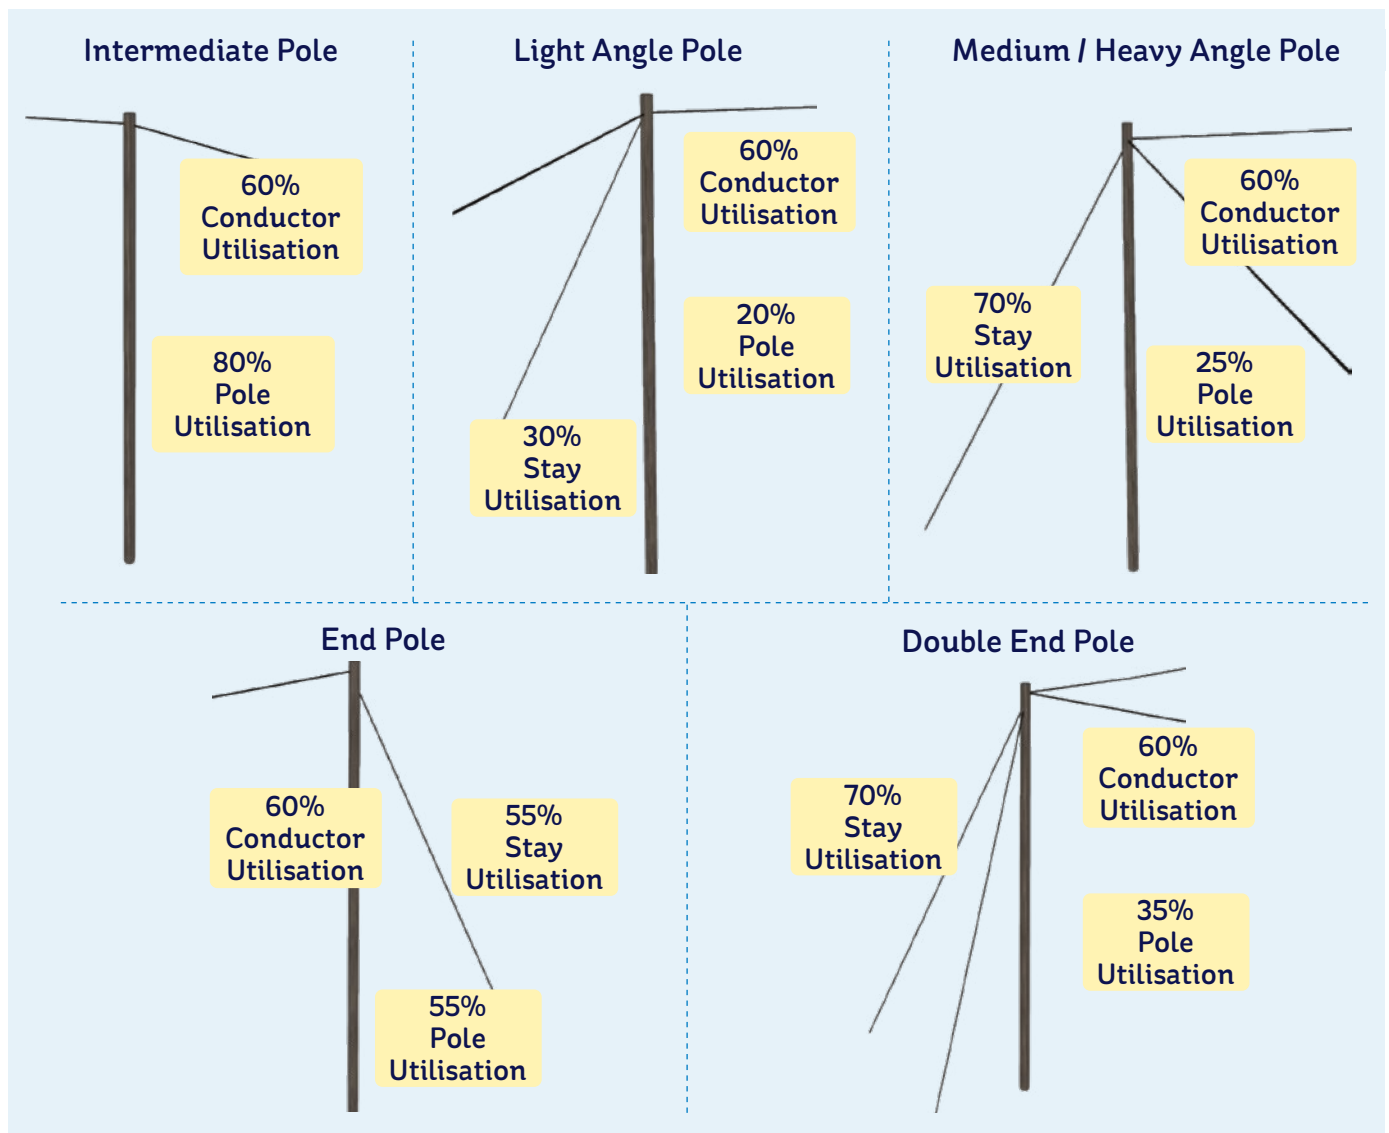 Intermediate Pole
60%
Conductor
Utilisation
80%
Pole
Utilisation
Light Angle Pole
60%
Conductor
Utilisation
20%
Pole
Utilisation
30%
Stay
Utilisation
Medium / Heavy Angle Pole
60%
Conductor
Utilisation
70%
Stay
Utilisation
25%
Pole
Utilisation
End Pole
60%
Conductor
Utilisation
55%
Stay
Utilisation
55%
Pole
Utilisation
Double End Pole
60%
Conductor
Utilisation
70%
Stay
Utilisation
35%
Pole
Utilisation